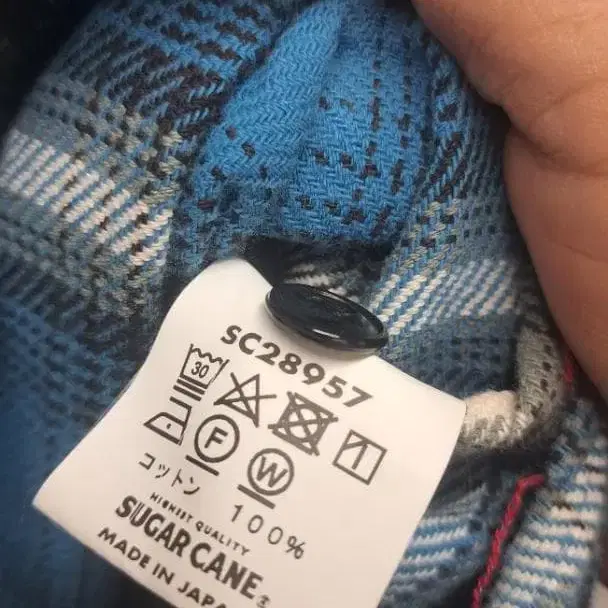 SC28957
30
F W
コットン 100%
HIGHEST QUALITY
SUGAR CANE®
MADE IN JAPAN